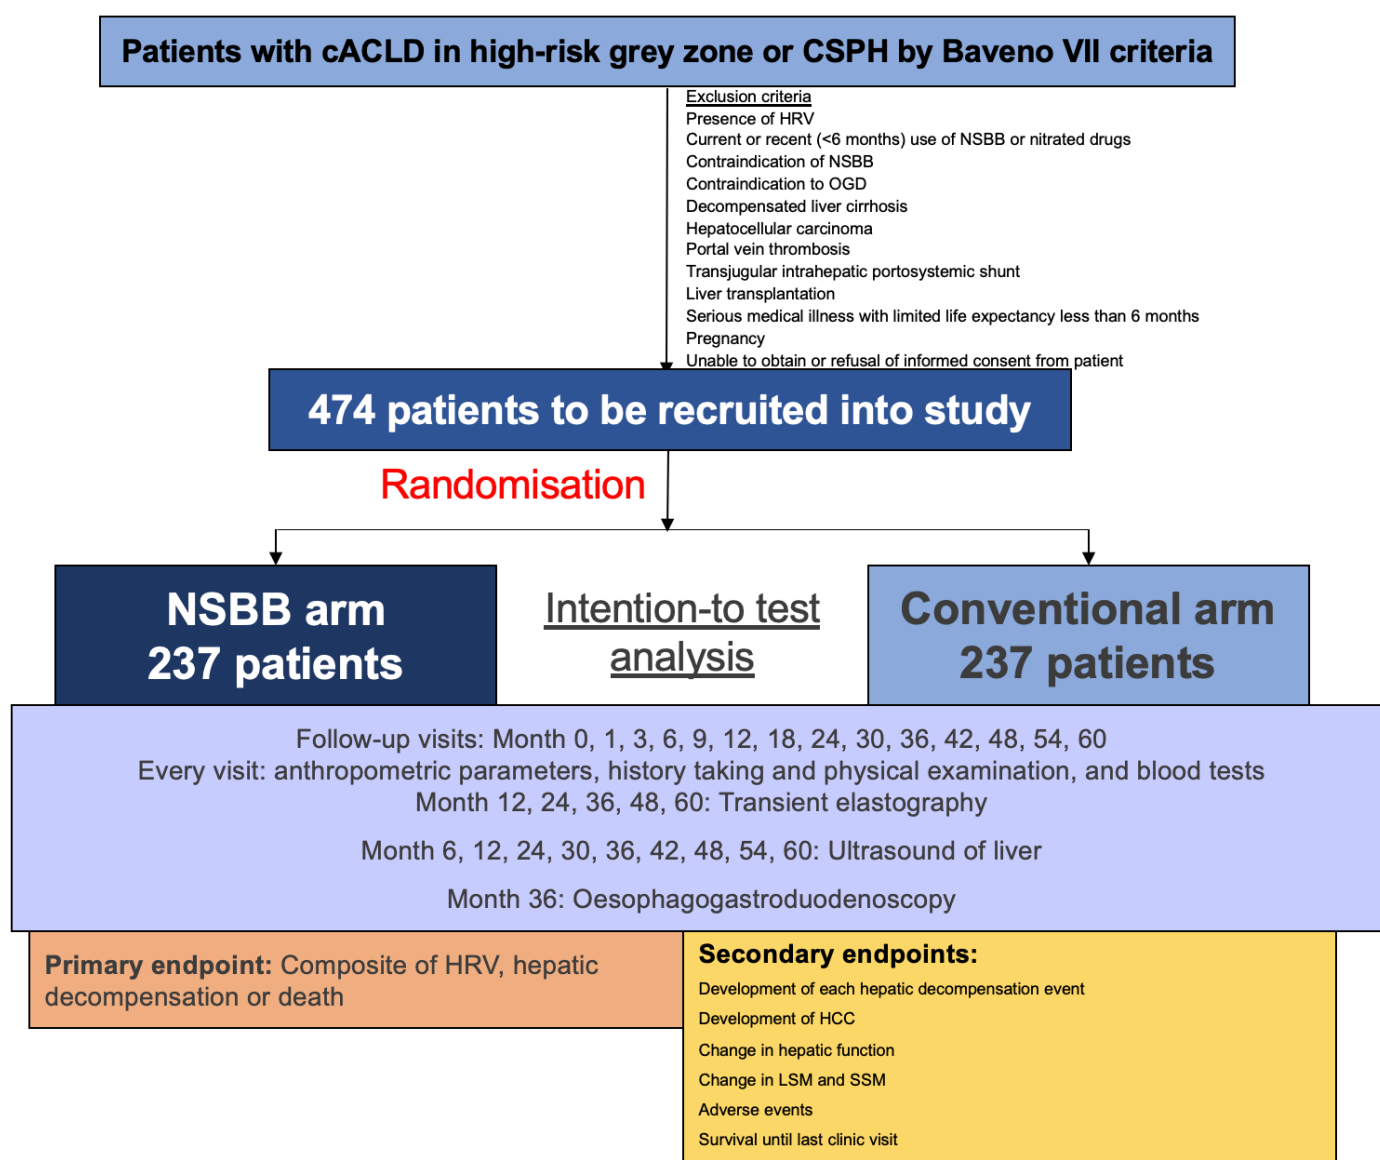 Patients with cACLD in high-risk grey zone or CSPH by Baveno VII criteria
Exclusion criteria
Presence of HRV
Current or recent (<6 months) use of NSBB or nitrated drugs
Contraindication of NSBB
Contraindication to OGD
Decompensated liver cirrhosis
Hepatocellular carcinoma
Portal vein thrombosis
Transjugular intrahepatic portosystemic shunt
Liver transplantation
Serious medical illness with limited life expectancy less than 6 months
Pregnancy
Unable to obtain or refusal of informed consent from patient
474 patients to be recruited into study
Randomisation
NSBB arm
237 patients
Intention-to test
analysis
Conventional arm
237 patients
Follow-up visits: Month 0, 1, 3, 6, 9, 12, 18, 24, 30, 36, 42, 48, 54, 60
Every visit: anthropometric parameters, history taking and physical examination, and blood tests
Month 12, 24, 36, 48, 60: Transient elastography
Month 6, 12, 24, 30, 36, 42, 48, 54, 60: Ultrasound of liver
Month 36: Oesophagogastroduodenoscopy
Primary endpoint: Composite of HRV, hepatic
decompensation or death
Secondary endpoints:
Development of each hepatic decompensation event
Development of HCC
Change in hepatic function
Change in LSM and SSM
Adverse events
Survival until last clinic visit